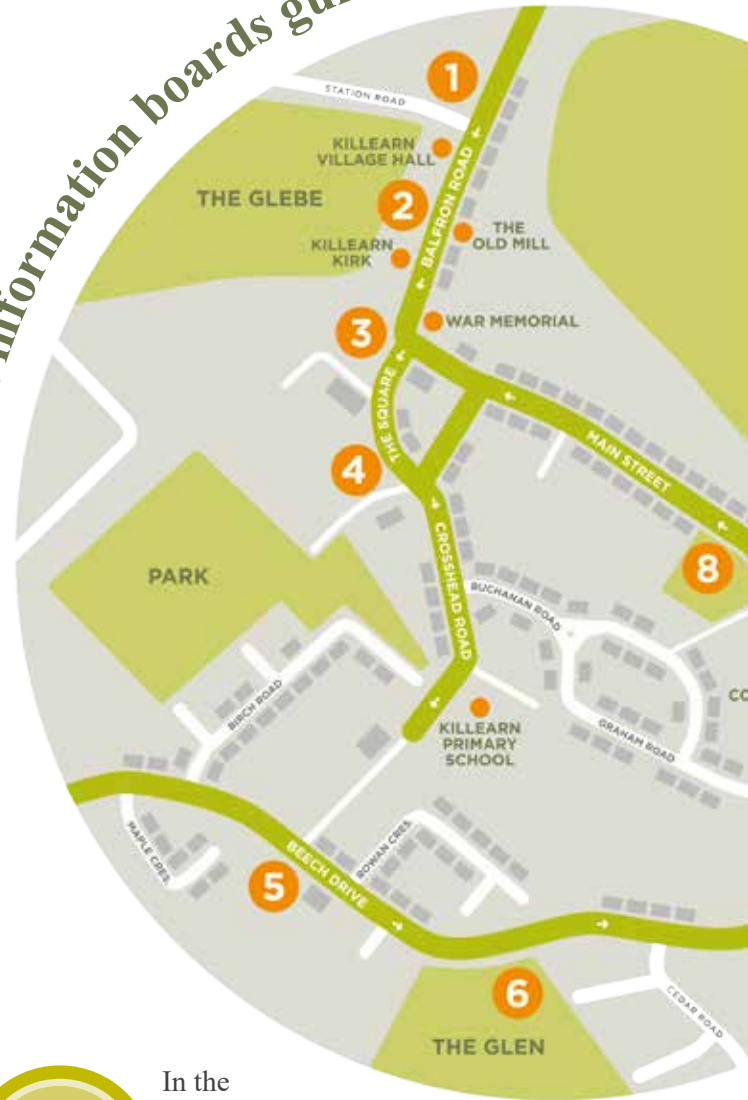 information boards gu
1
STATION ROAD
KILLEARN
VILLAGE HALL
THE GLEBE
2
BALFRON ROAD
THE
OLD MILL
KILLEARN
KIRK
3
WAR MEMORIAL
THE SQUARE
MAIN STREET
4
CROSSHEAD ROAD
8
PARK
BUCHANAN ROAD
CO
BIRCH ROAD
GRAHAM ROAD
KILLEARN
PRIMARY
SCHOOL
MAPLE CRES.
ROWAN CRES.
BEECH DRIVE
5
6
CEDAR ROAD
THE GLEN
In the